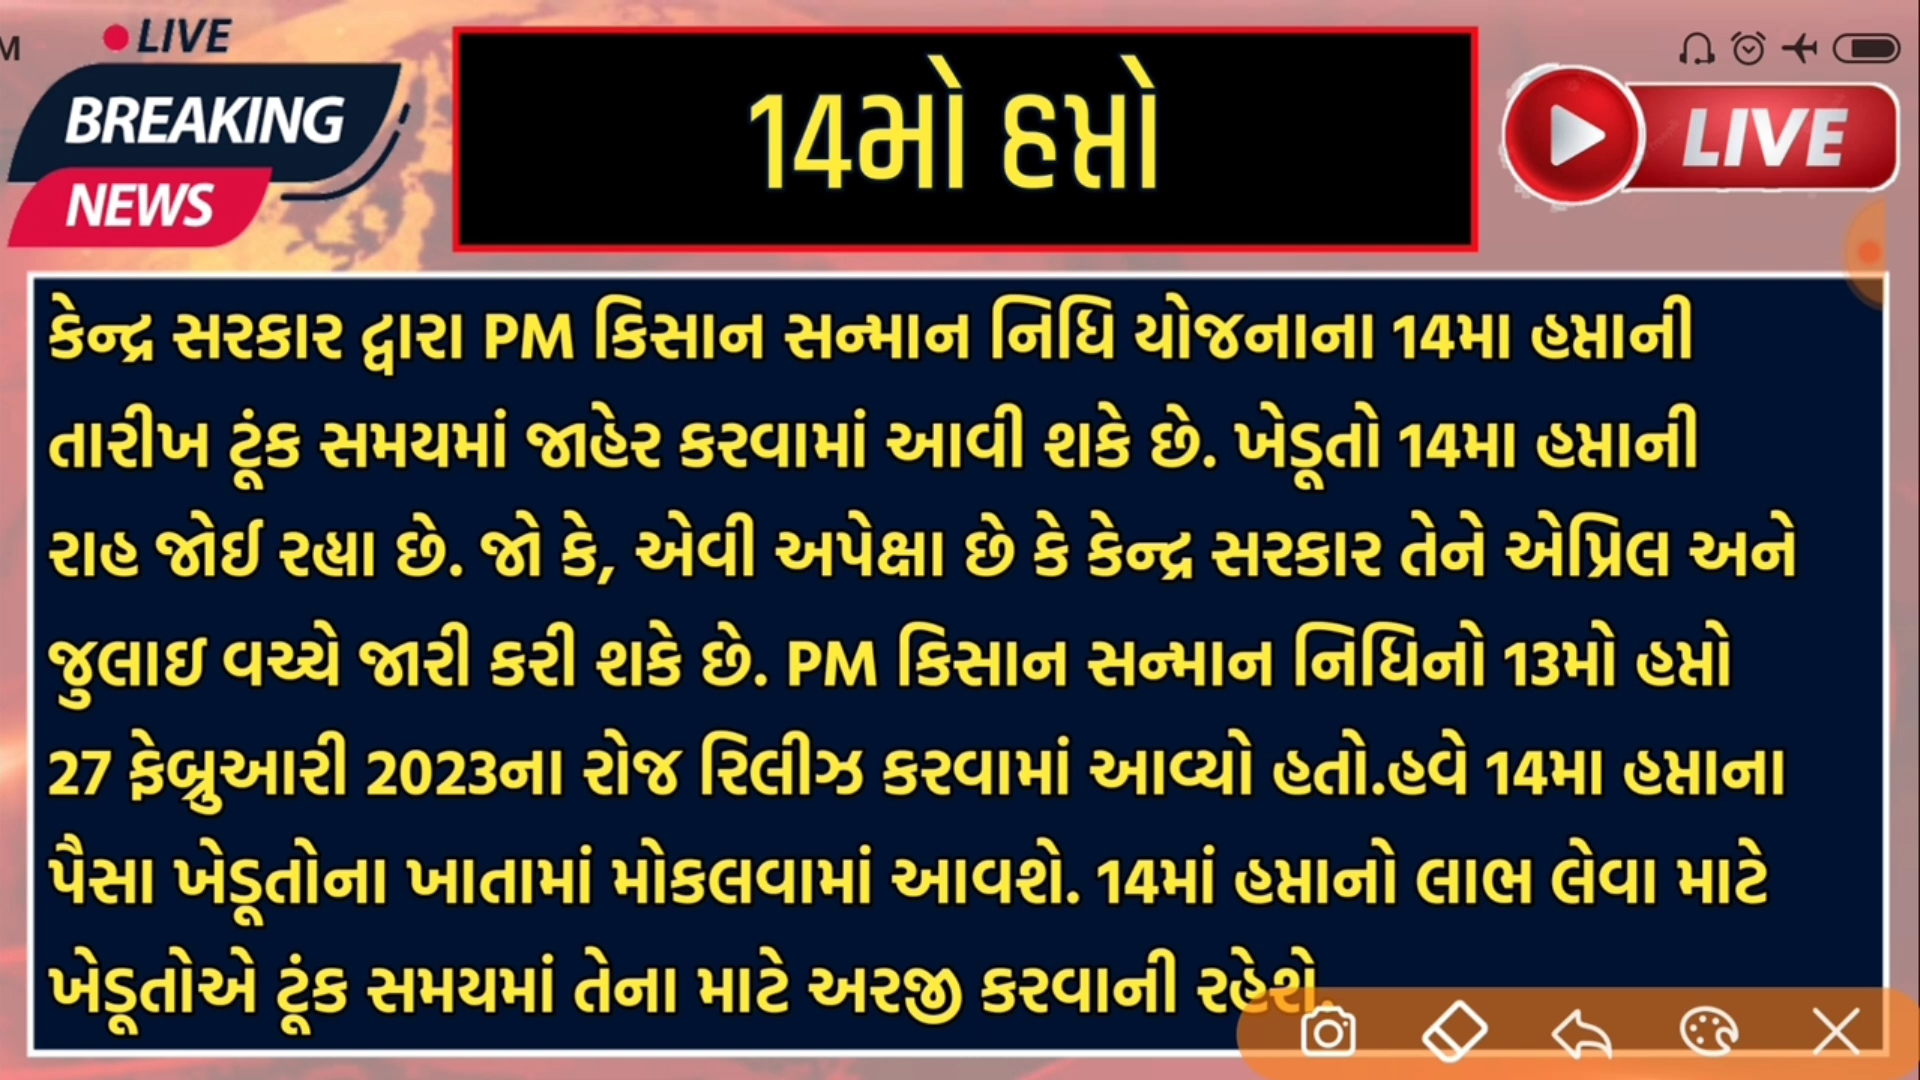 M
LIVE
BREAKING
NEWS
14મો હપ્તો
LIVE
કેન્દ્ર સરકાર દ્વારા PM કિસાન સન્માન નિધિ યોજનાના 14મા હપ્તાની
તારીખ ટૂંક સમયમાં જાહેર કરવામાં આવી શકે છે. ખેડૂતો 14મા હપ્તાની
રાહ જોઈ રહ્યા છે. જો કે, એવી અપેક્ષા છે કે કેન્દ્ર સરકાર તેને એપ્રિલ અને
જુલાઇ વચ્ચે જારી કરી શકે છે. PM કિસાન સન્માન નિધિનો 13મો હપ્તો
27 ફેબ્રુઆરી 2023ના રોજ રિલીઝ કરવામાં આવ્યો હતો.હવે 14મા હપ્તાના
પૈસા ખેડૂતોના ખાતામાં મોકલવામાં આવશે. 14માં હપ્તાનો લાભ લેવા માટે
ખેડૂતોએ ટૂંક સમયમાં તેના માટે અરજી કરવાની રહેશે.